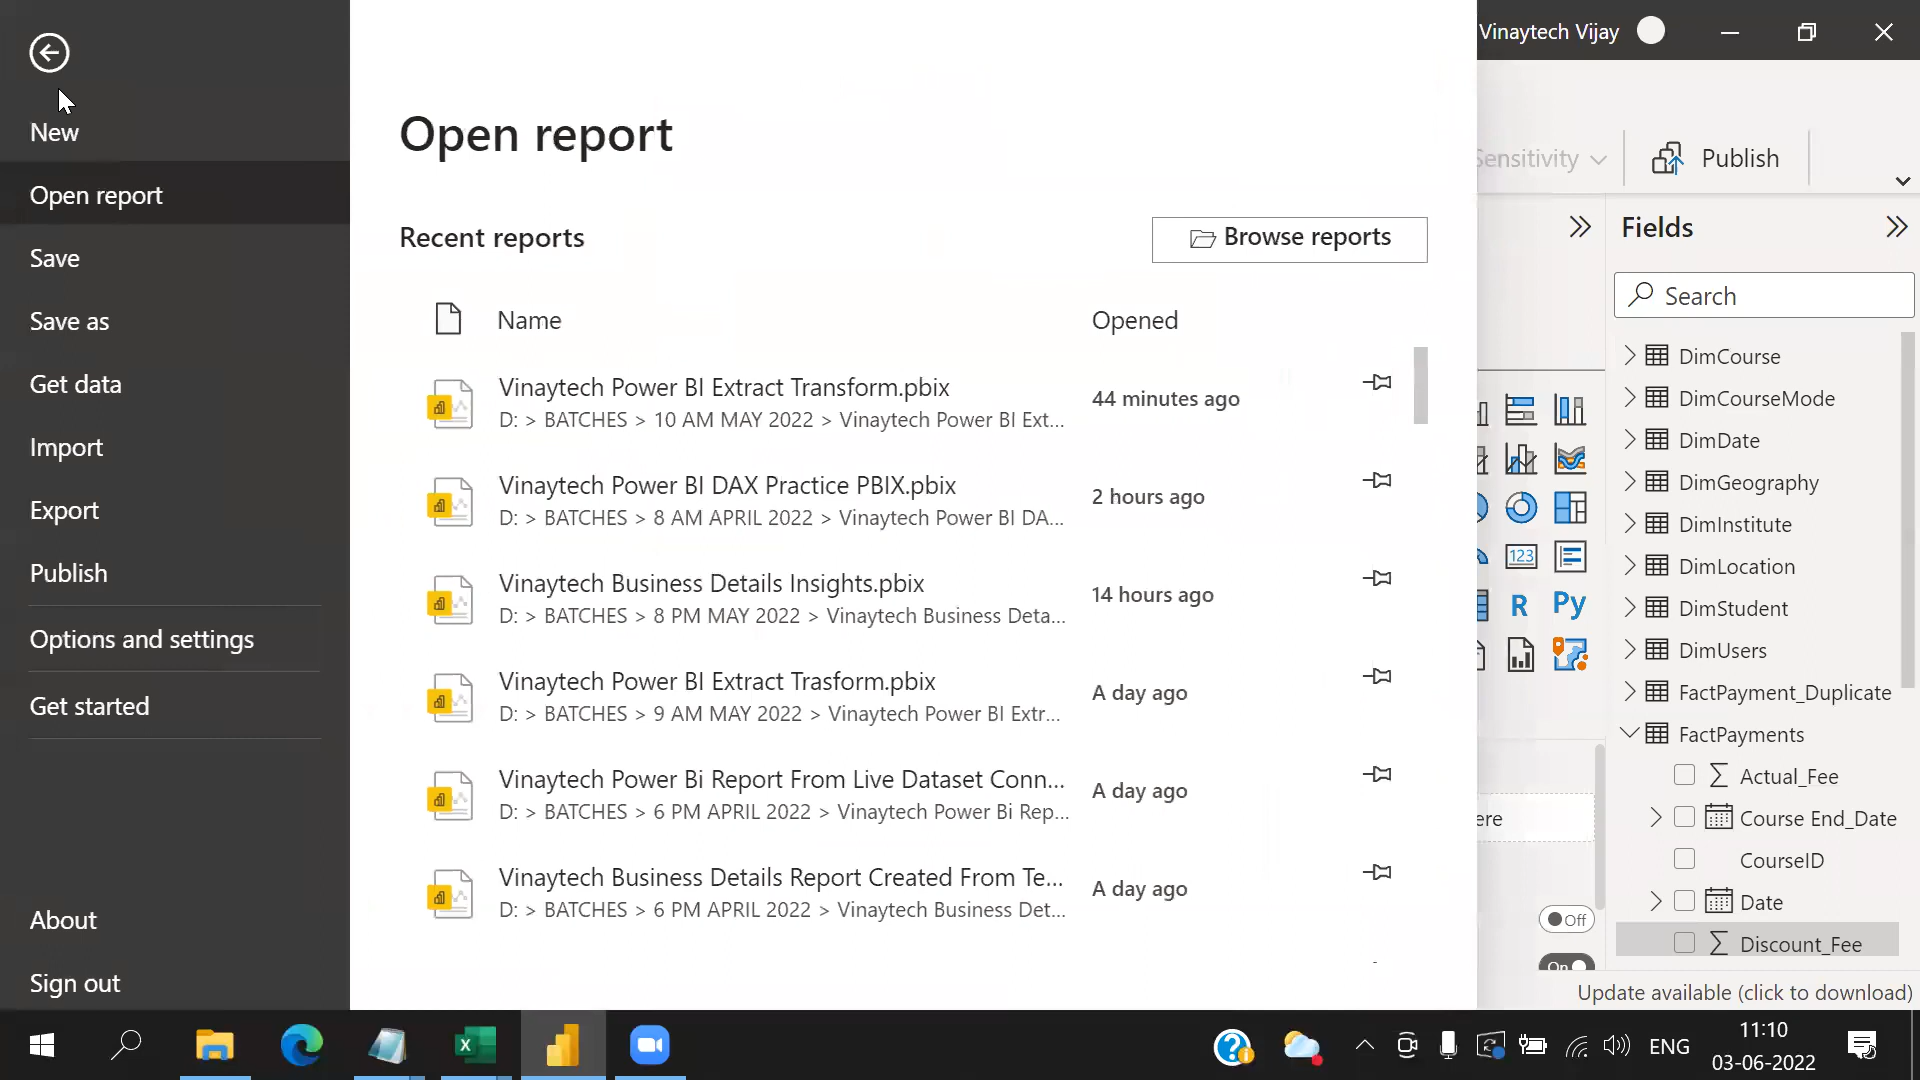 New
Open report
Save
Save as
Get data
Import
Export
Publish
Options and settings
Get started
About
Sign out
Open report
Recent reports
Browse reports
Name
Opened
Vinaytech Power BI Extract Transform.pbix
D: > BATCHES > 10 AM MAY 2022 > Vinaytech Power BI Ext...
44 minutes ago
Vinaytech Power BI DAX Practice PBIX.pbix
D: > BATCHES > 8 AM APRIL 2022 > Vinaytech Power BI DA...
2 hours ago
Vinaytech Business Details Insights.pbix
D: > BATCHES > 8 PM MAY 2022 > Vinaytech Business Deta...
14 hours ago
Vinaytech Power BI Extract Trasform.pbix
D: > BATCHES > 9 AM MAY 2022 > Vinaytech Power BI Extr...
A day ago
Vinaytech Power Bi Report From Live Dataset Conn...
D: > BATCHES > 6 PM APRIL 2022 > Vinaytech Power Bi Rep...
A day ago
Vinaytech Business Details Report Created From Te...
D: > BATCHES > 6 PM APRIL 2022 > Vinaytech Business Det...
A day ago
Vinaytech Vijay
Sensitivity
Publish
Fields
Search
DimCourse
DimCourseMode
DimDate
DimGeography
DimInstitute
DimLocation
DimStudent
DimUsers
FactPayment_Duplicate
FactPayments
Actual_Fee
Course End_Date
CourseID
Date
Discount_Fee
123
R
Py
ere
Off
On
Update available (click to download)
ENG
11:10
03-06-2022